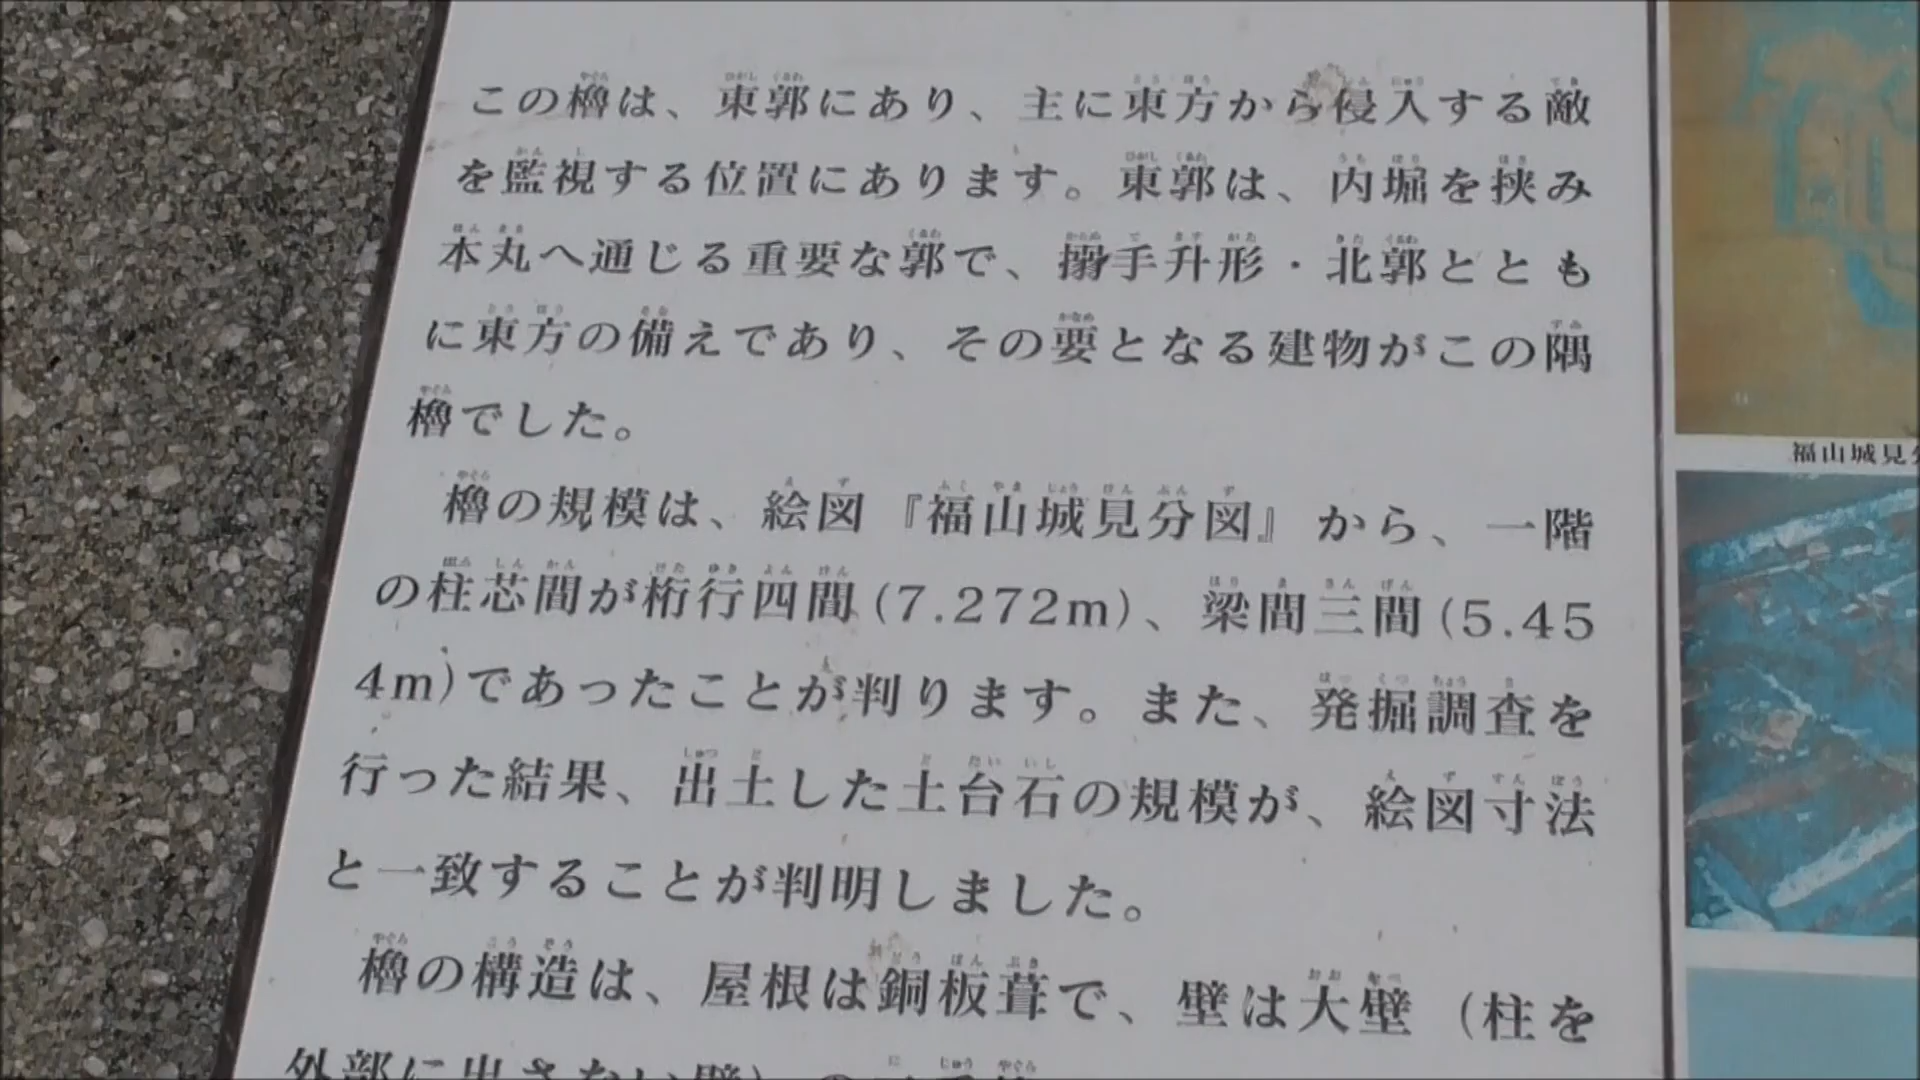 この櫓は、東郭にあり、主に東方から侵入する敵
を監視する位置にあります。東郭は、内堀を挟み
本丸へ通じる重要な郭で、搦手升形・北郭ととも
に東方の備えであり、その要となる建物がこの隅
櫓でした。
櫓の規模は、絵図『福山城見分図』から、一階
の柱芯間が桁行四間(7.272m)、梁間三間(5.45
4m)であったことが判ります。また、発掘調査を
行った結果、出土した土台石の規模が、絵図寸法
と一致することが判明しました。
櫓の構造は、屋根は銅板葺で、壁は大壁（柱を
外部に出さない壁）の
福山城見